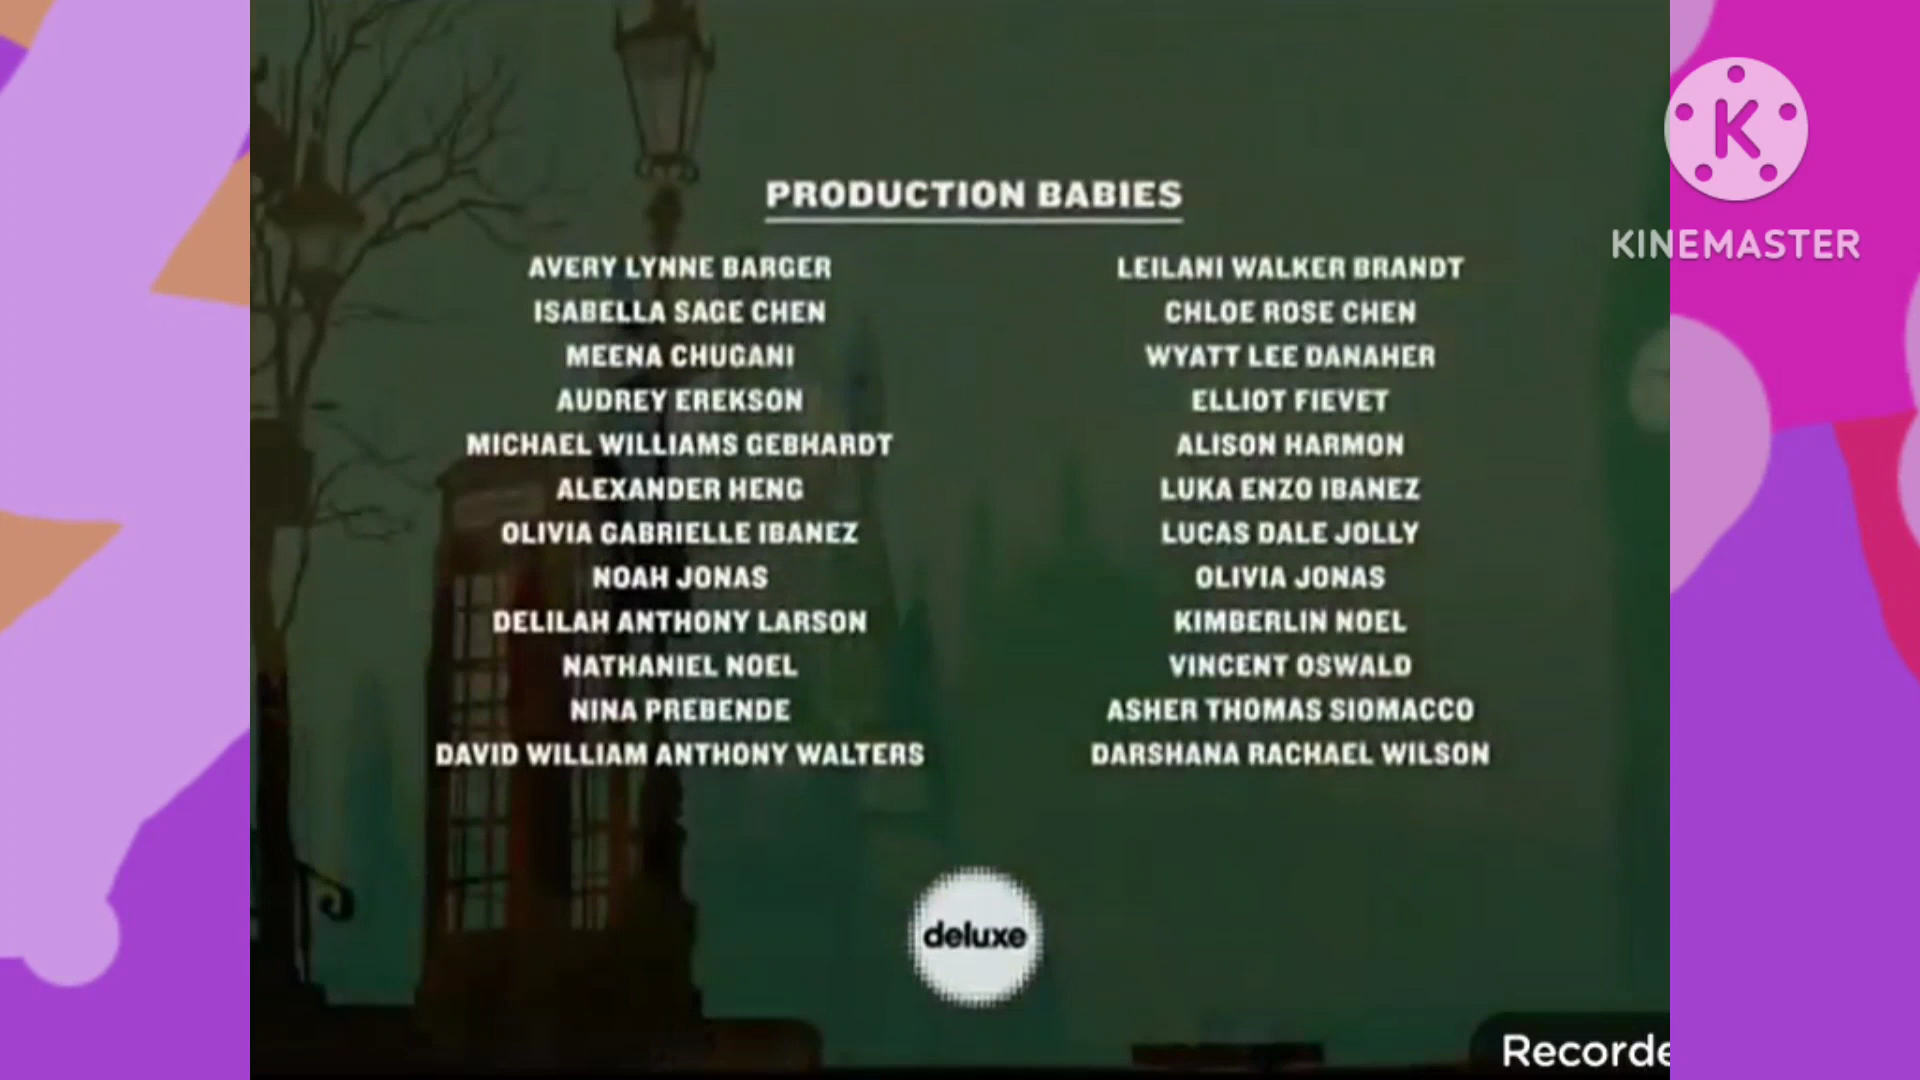 PRODUCTION BABIES
AVERY LYNNE BARGER
LEILANI WALKER BRANDT
ISABELLA SAGE CHEN
CHLOE ROSE CHEN
MEENA CHUGANI
WYATT LEE DANAHER
AUDREY EREKSON
ELLIOT FIEVET
MICHAEL WILLIAMS GEBHARDT
ALISON HARMON
ALEXANDER HENG
LUKA ENZO IBANEZ
OLIVIA GABRIELLE IBANEZ
LUCAS DALE JOLLY
NOAH JONAS
OLIVIA JONAS
DELILAH ANTHONY LARSON
KIMBERLIN NOEL
NATHANIEL NOEL
VINCENT OSWALD
NINA PREBENDE
ASHER THOMAS SIOMACCO
DAVID WILLIAM ANTHONY WALTERS
DARSHANA RACHAEL WILSON
deluxe
K
KINEMASTER
Recorde